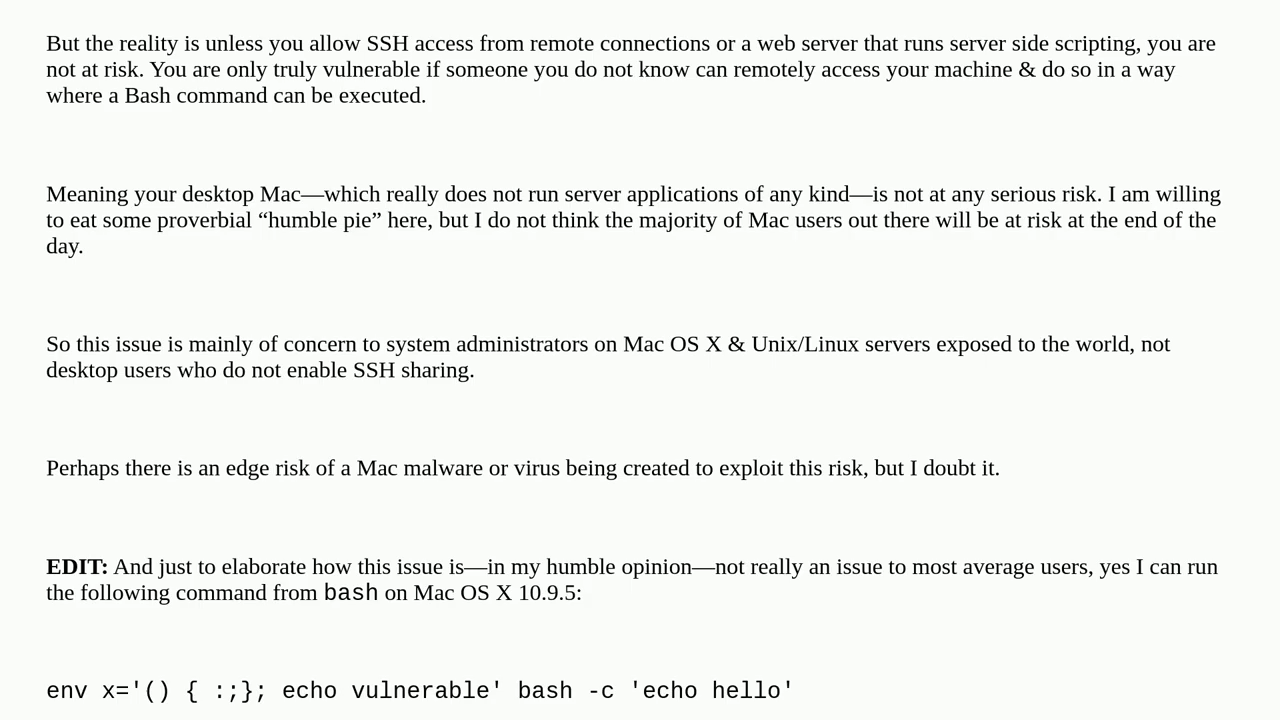 But the reality is unless you allow SSH access from remote connections or a web server that runs server side scripting, you are
not at risk. You are only truly vulnerable if someone you do not know can remotely access your machine & do so in a way
where a Bash command can be executed.
Meaning your desktop Mac—which really does not run server applications of any kind—is not at any serious risk. I am willing
to eat some proverbial “humble pie” here, but I do not think the majority of Mac users out there will be at risk at the end of the
day.
So this issue is mainly of concern to system administrators on Mac OS X & Unix/Linux servers exposed to the world, not
desktop users who do not enable SSH sharing.
Perhaps there is an edge risk of a Mac malware or virus being created to exploit this risk, but I doubt it.
EDIT: And just to elaborate how this issue is—in my humble opinion—not really an issue to most average users, yes I can run
the following command from bash on Mac OS X 10.9.5:
env x='() { :;}; echo vulnerable' bash -c 'echo hello'